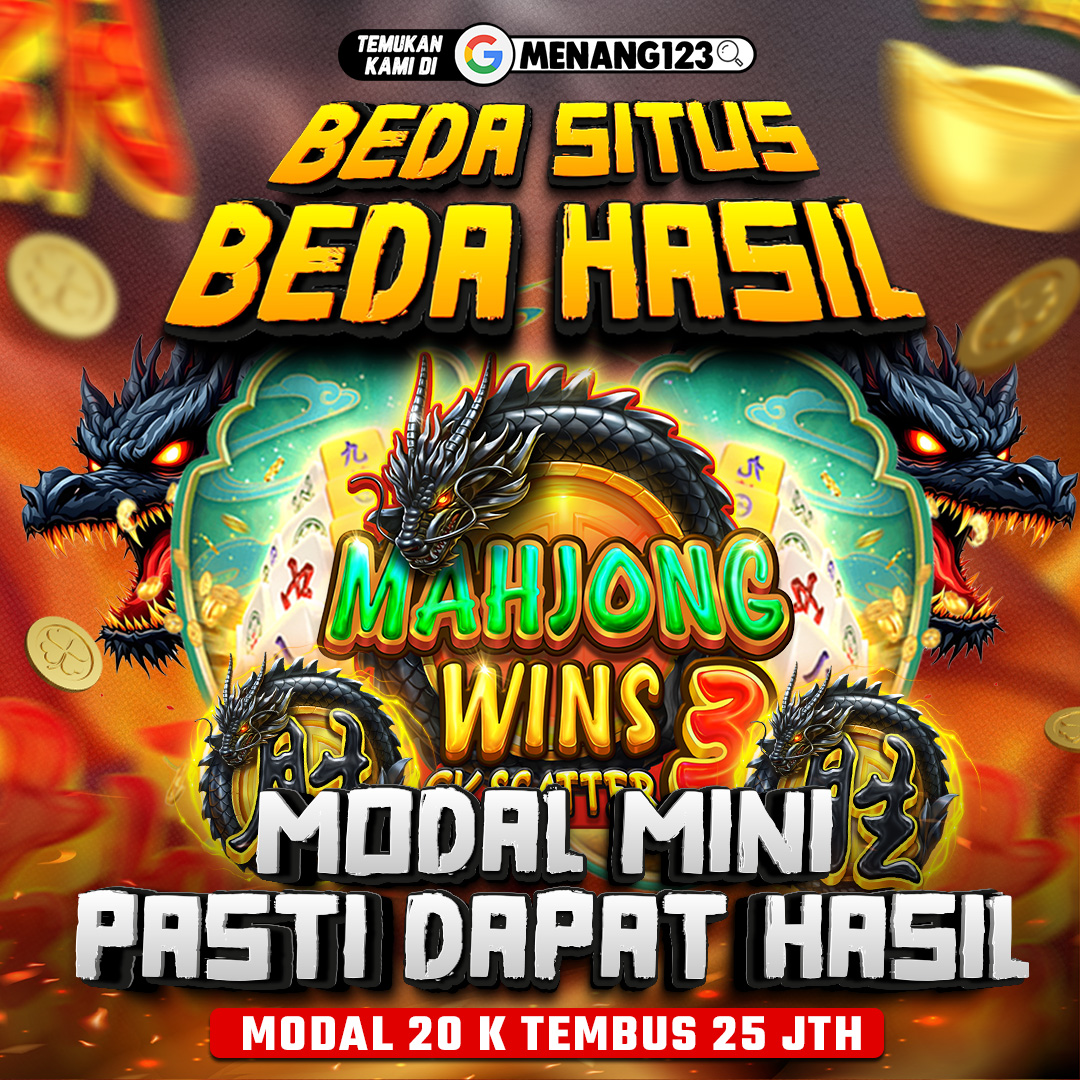 TEMUKAN
KAMI DI
G MENANG123
BEDA SITUS
BEDA HASIL
MAHJONG
WINS 3
SCATTER
MODAL MINI
PASTI DAPAT HASIL
MODAL 20 K TEMBUS 25 JTH